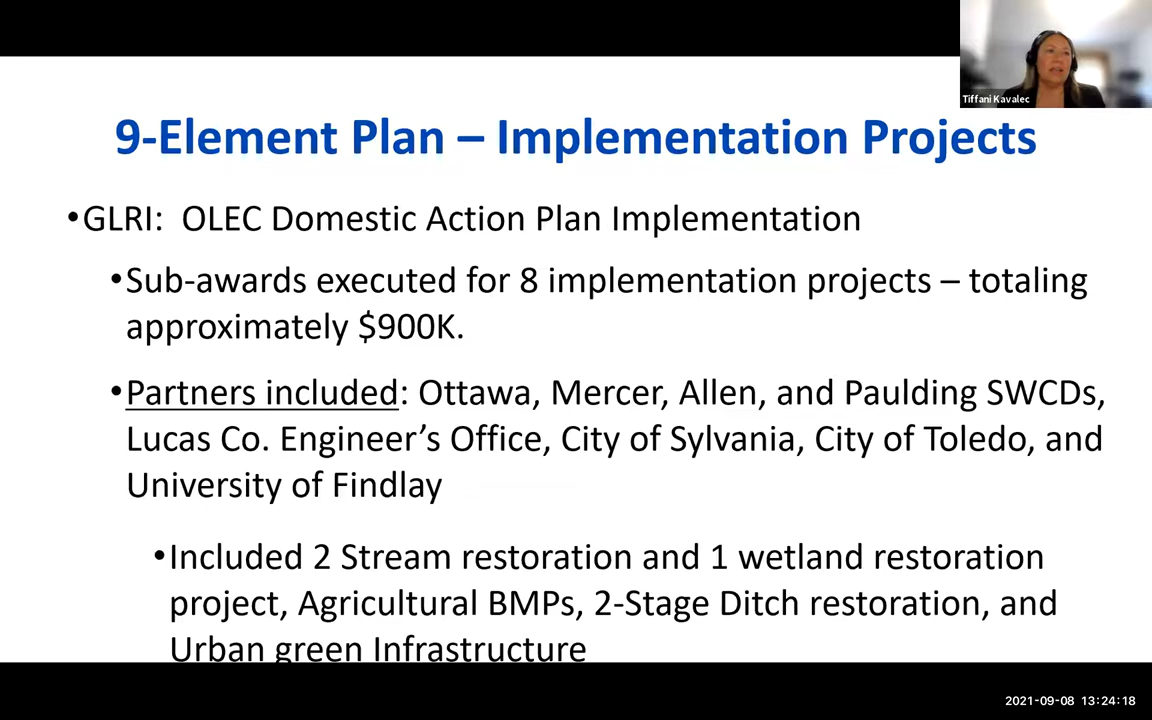 Tiffani Kavalec
9-Element Plan – Implementation Projects
•GLRI:  OLEC Domestic Action Plan Implementation
•Sub-awards executed for 8 implementation projects – totaling
approximately $900K.
•Partners included: Ottawa, Mercer, Allen, and Paulding SWCDs,
Lucas Co. Engineer’s Office, City of Sylvania, City of Toledo, and
University of Findlay
•Included 2 Stream restoration and 1 wetland restoration
project, Agricultural BMPs, 2-Stage Ditch restoration, and
Urban green Infrastructure
2021-09-08 13:24:18